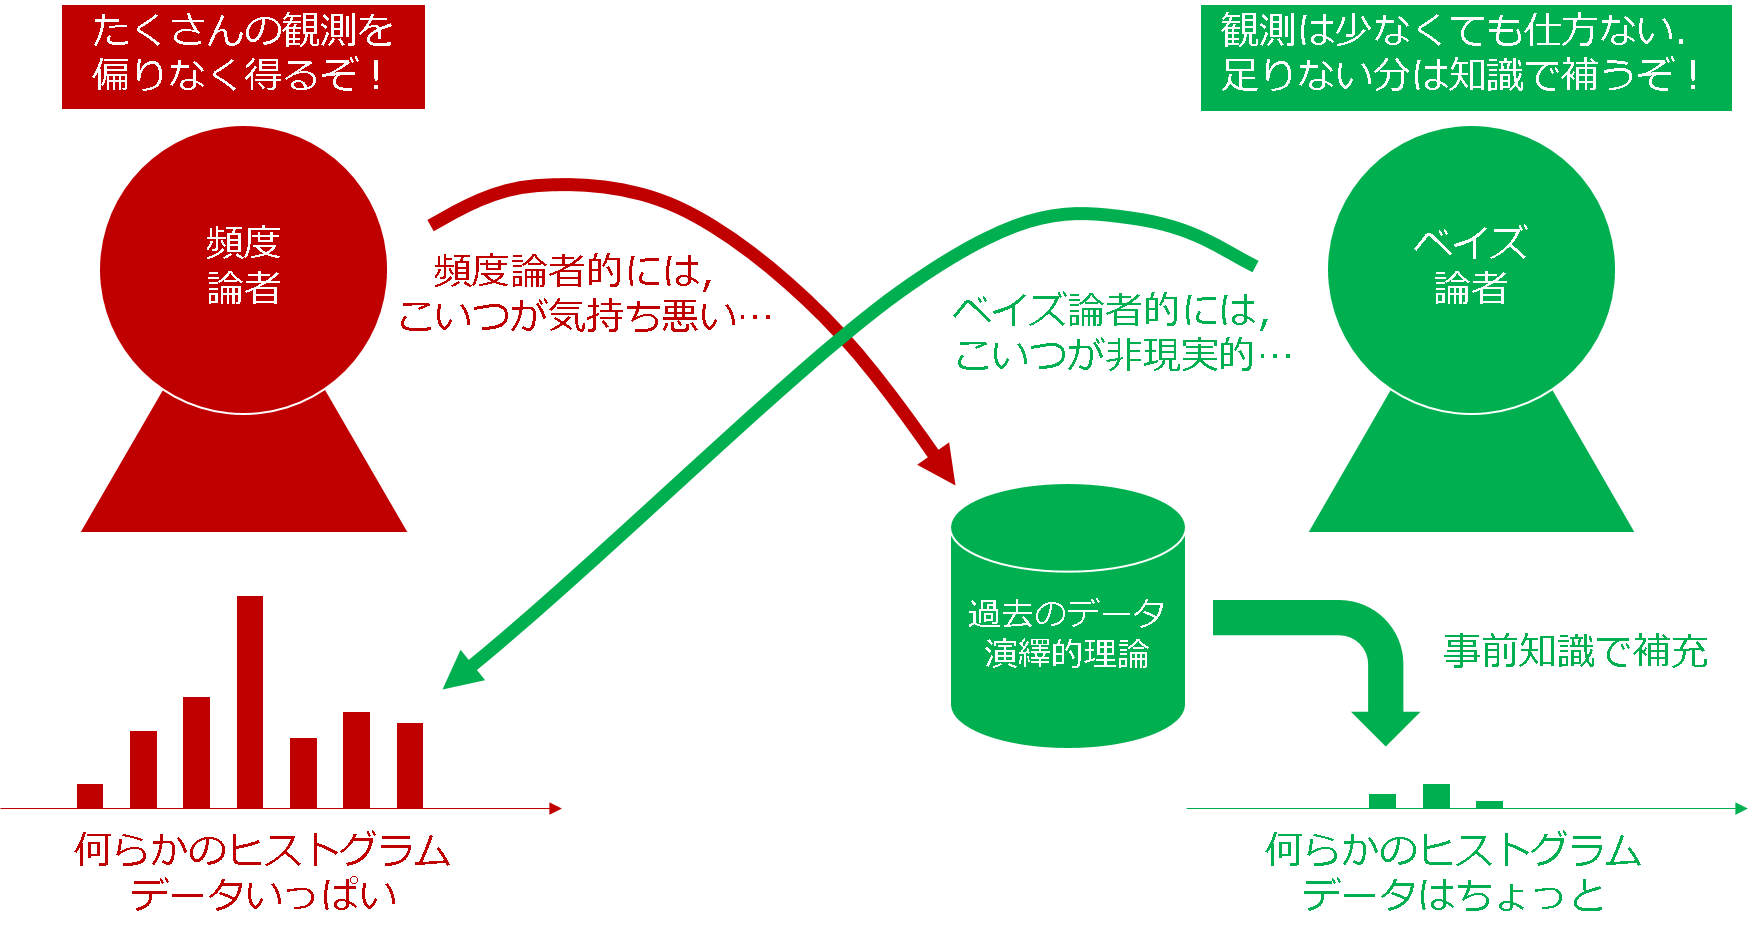 たくさんの観測を
偏りなく得るぞ！
観測は少なくても仕方ない．
足りない分は知識で補うぞ！
頻度
論者
ベイズ
論者
頻度論者的には，
こいつが気持ち悪い…
ベイズ論者的には，
こいつが非現実的…
過去のデータ
演繹的理論
事前知識で補充
何らかのヒストグラム
データいっぱい
何らかのヒストグラム
データはちょっと